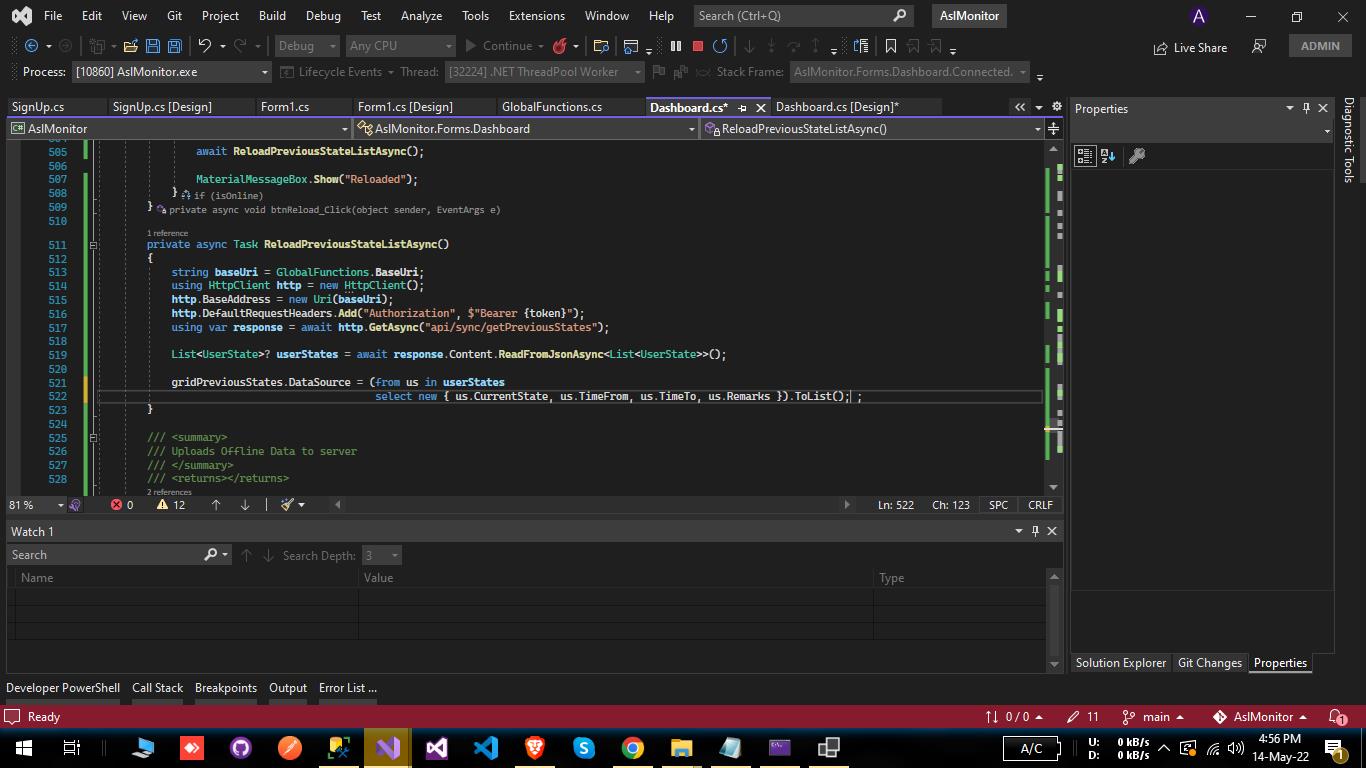 File Edit View Git Project Build Debug Test Analyze Tools Extensions Window Help Search (Ctrl+Q) AslMonitor A
Debug Any CPU Continue Live Share ADMIN
Process: [10860] AslMonitor.exe Lifecycle Events Thread: [32224] .NET ThreadPool Worker Stack Frame: AslMonitor.Forms.Dashboard.Connected.
SignUp.cs SignUp.cs [Design] Form1.cs Form1.cs [Design] GlobalFunctions.cs Dashboard.cs* Dashboard.cs [Design]*
AslMonitor AslMonitor.Forms.Dashboard ReloadPreviousStateListAsync()
505 await ReloadPreviousStateListAsync();
506
507 MaterialMessageBox.Show("Reloaded");
508 } if (isOnline)
509 } private async void btnReload_Click(object sender, EventArgs e)
510
1 reference
511 private async Task ReloadPreviousStateListAsync()
512 {
513 string baseUri = GlobalFunctions.BaseUri;
514 using HttpClient http = new HttpClient();
515 http.BaseAddress = new Uri(baseUri);
516 http.DefaultRequestHeaders.Add("Authorization", $"Bearer {token}");
517 using var response = await http.GetAsync("api/sync/getPreviousStates");
518
519 List<UserState>? userStates = await response.Content.ReadFromJsonAsync<List<UserState>>();
520
521 gridPreviousStates.DataSource = (from us in userStates
522 select new { us.CurrentState, us.TimeFrom, us.TimeTo, us.Remarks }).ToList(); ;
523 }
524
525 /// <summary>
526 /// Uploads Offline Data to server
527 /// </summary>
528 /// <returns></returns>
2 references
81 % 0 12 Ln: 522 Ch: 123 SPC CRLF
Watch 1
Search Search Depth: 3
Name Value Type
Properties
Diagnostic Tools
Solution Explorer Git Changes Properties
Developer PowerShell Call Stack Breakpoints Output Error List ...
Ready 0 / 0 11 main AslMonitor 1
A/C U: 0 kB/s D: 0 kB/s 4:56 PM
14-May-22 1